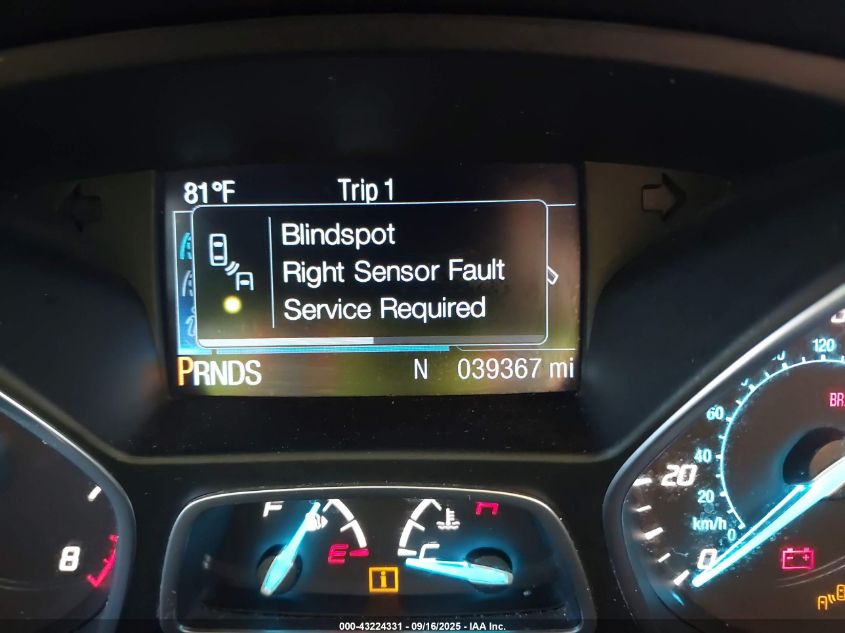 81°F Trip 1
Blindspot
Right Sensor Fault
Service Required
PRNDS N 039367 mi
120
60
40
20
km/h
0
20
0
8
F
E
C
H
i
000-43224331 - 09/16/2025 - IAA Inc.